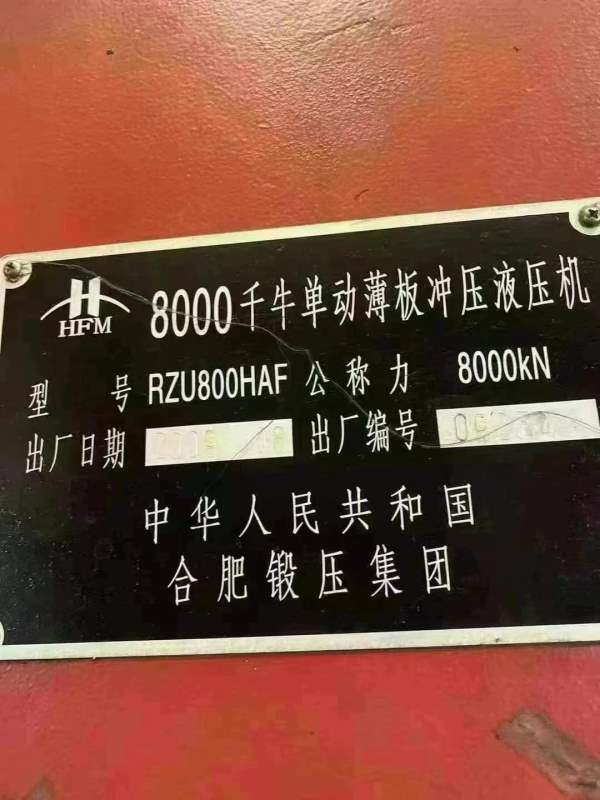 HFM
8000千牛单动薄板冲压液压机
型 号 RZU800HAF 公称力 8000kN
出厂日期 出厂编号
中华人民共和国
合肥锻压集团